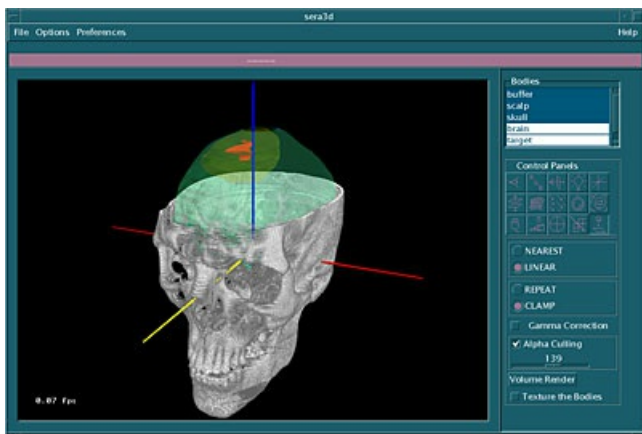 sera3d
File Options Preferences Help
Bodies
buffer
scalp
skull
brain
target
Control Panels
NEAREST
LINEAR
REPEAT
CLAMP
Gamma Correction
Alpha Culling
139
Volume Render
Texture the Bodies
0.07 fps